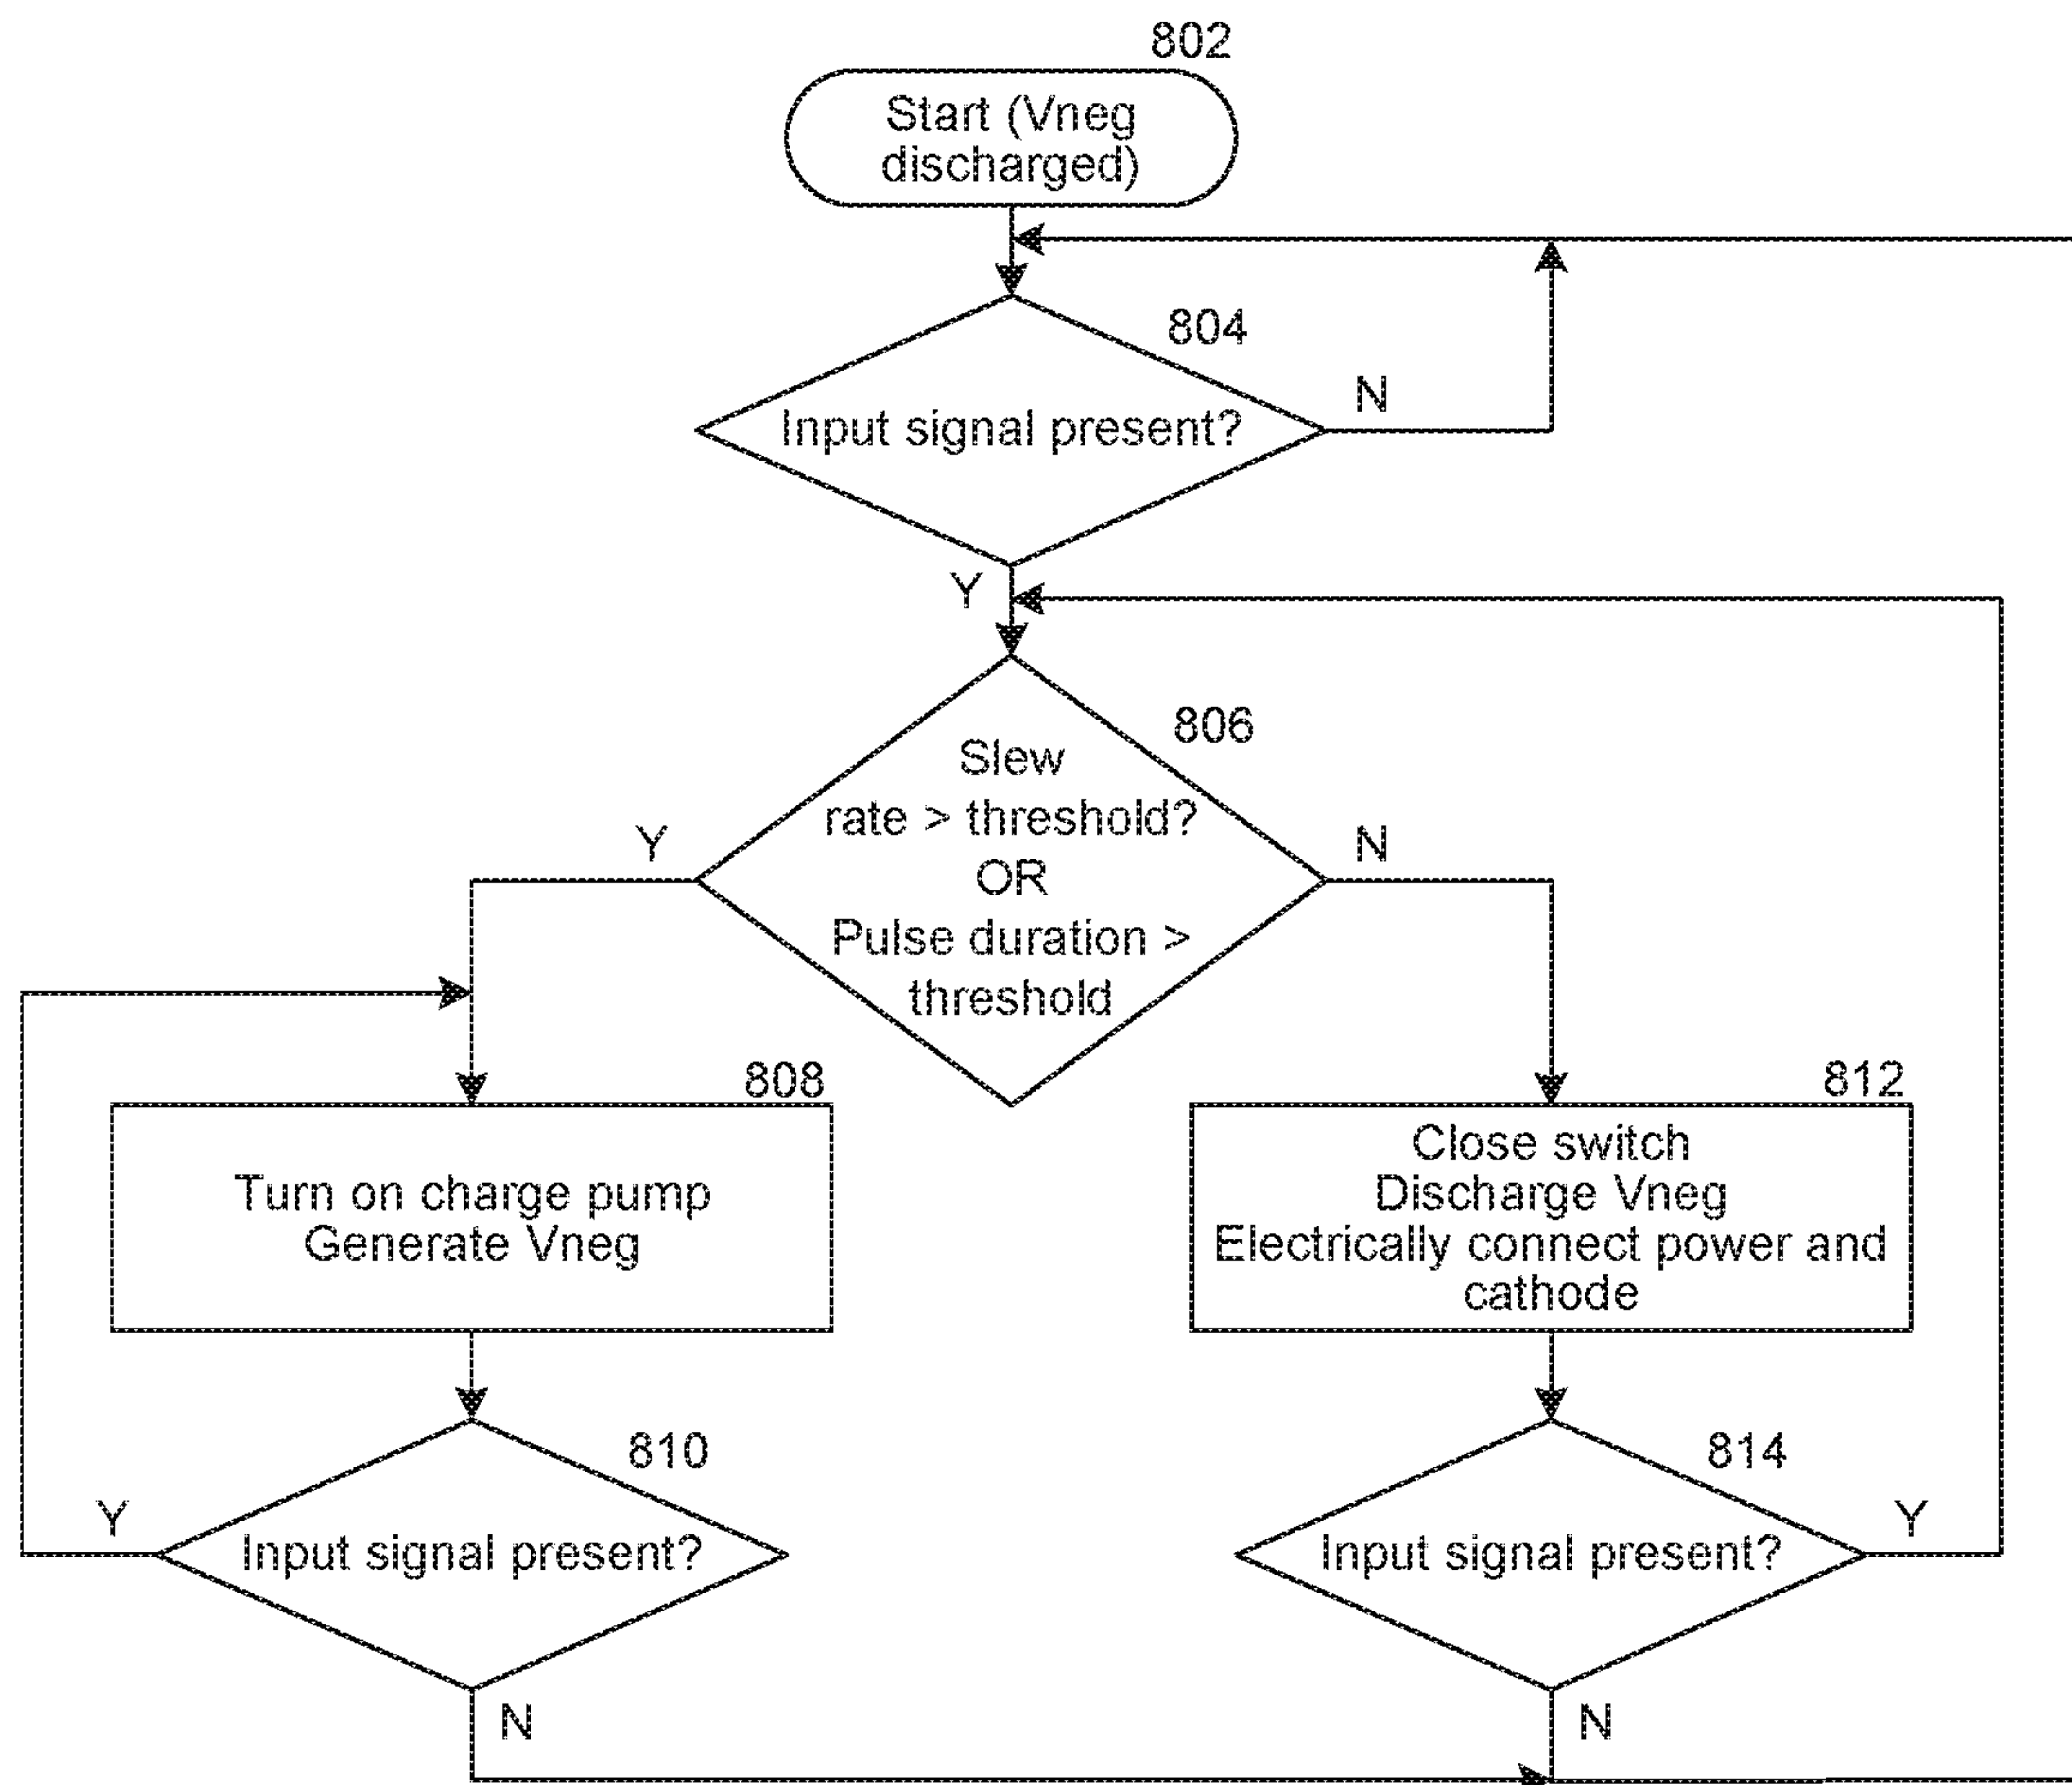 802
Start (Vneg
discharged)
804
Input signal present?
N
Y
806
Slew
rate > threshold?
OR
Pulse duration >
threshold
Y
N
808
Turn on charge pump
Generate Vneg
812
Close switch
Discharge Vneg
Electrically connect power and
cathode
810
Input signal present?
Y
N
814
Input signal present?
Y
N